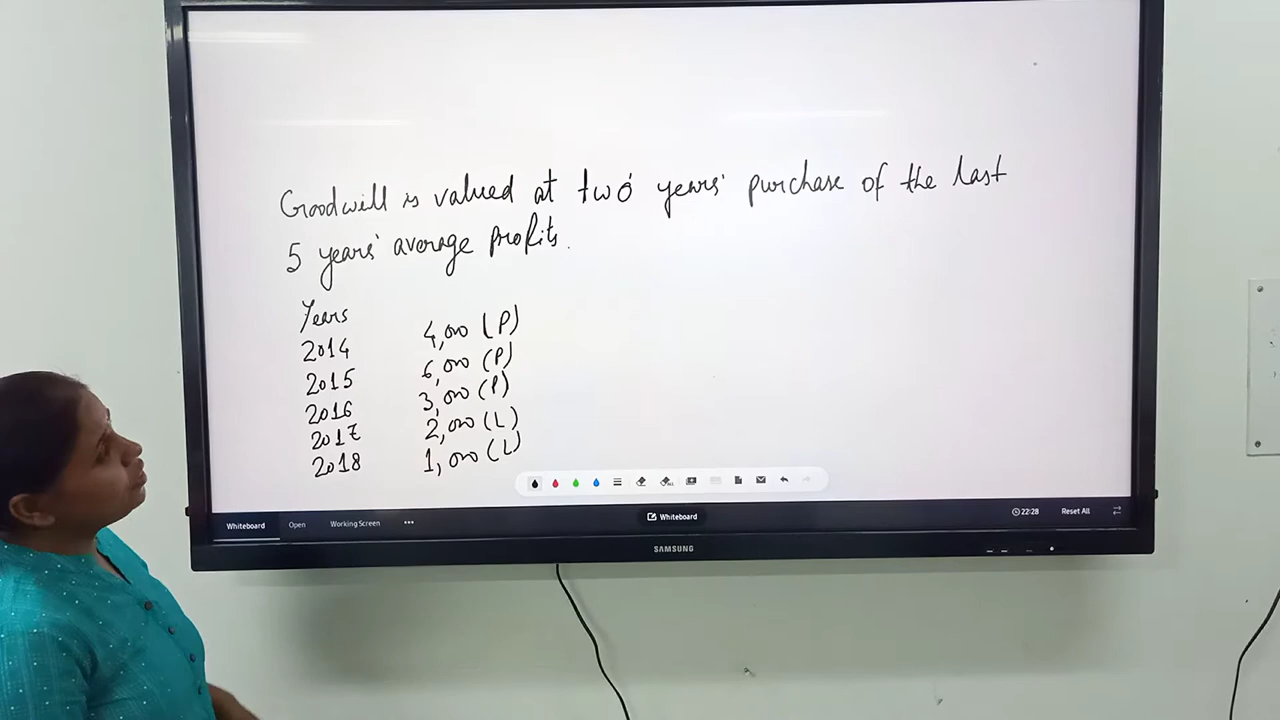 Goodwill is valued at two years' purchase of the last
5 years' average profits.
Years
2014 4,000 (P)
2015 6,000 (P)
2016 3,000 (P)
2017 2,000 (L)
2018 1,000 (L)
Whiteboard Open Working Screen ••• Whiteboard 22:28 Reset All
SAMSUNG